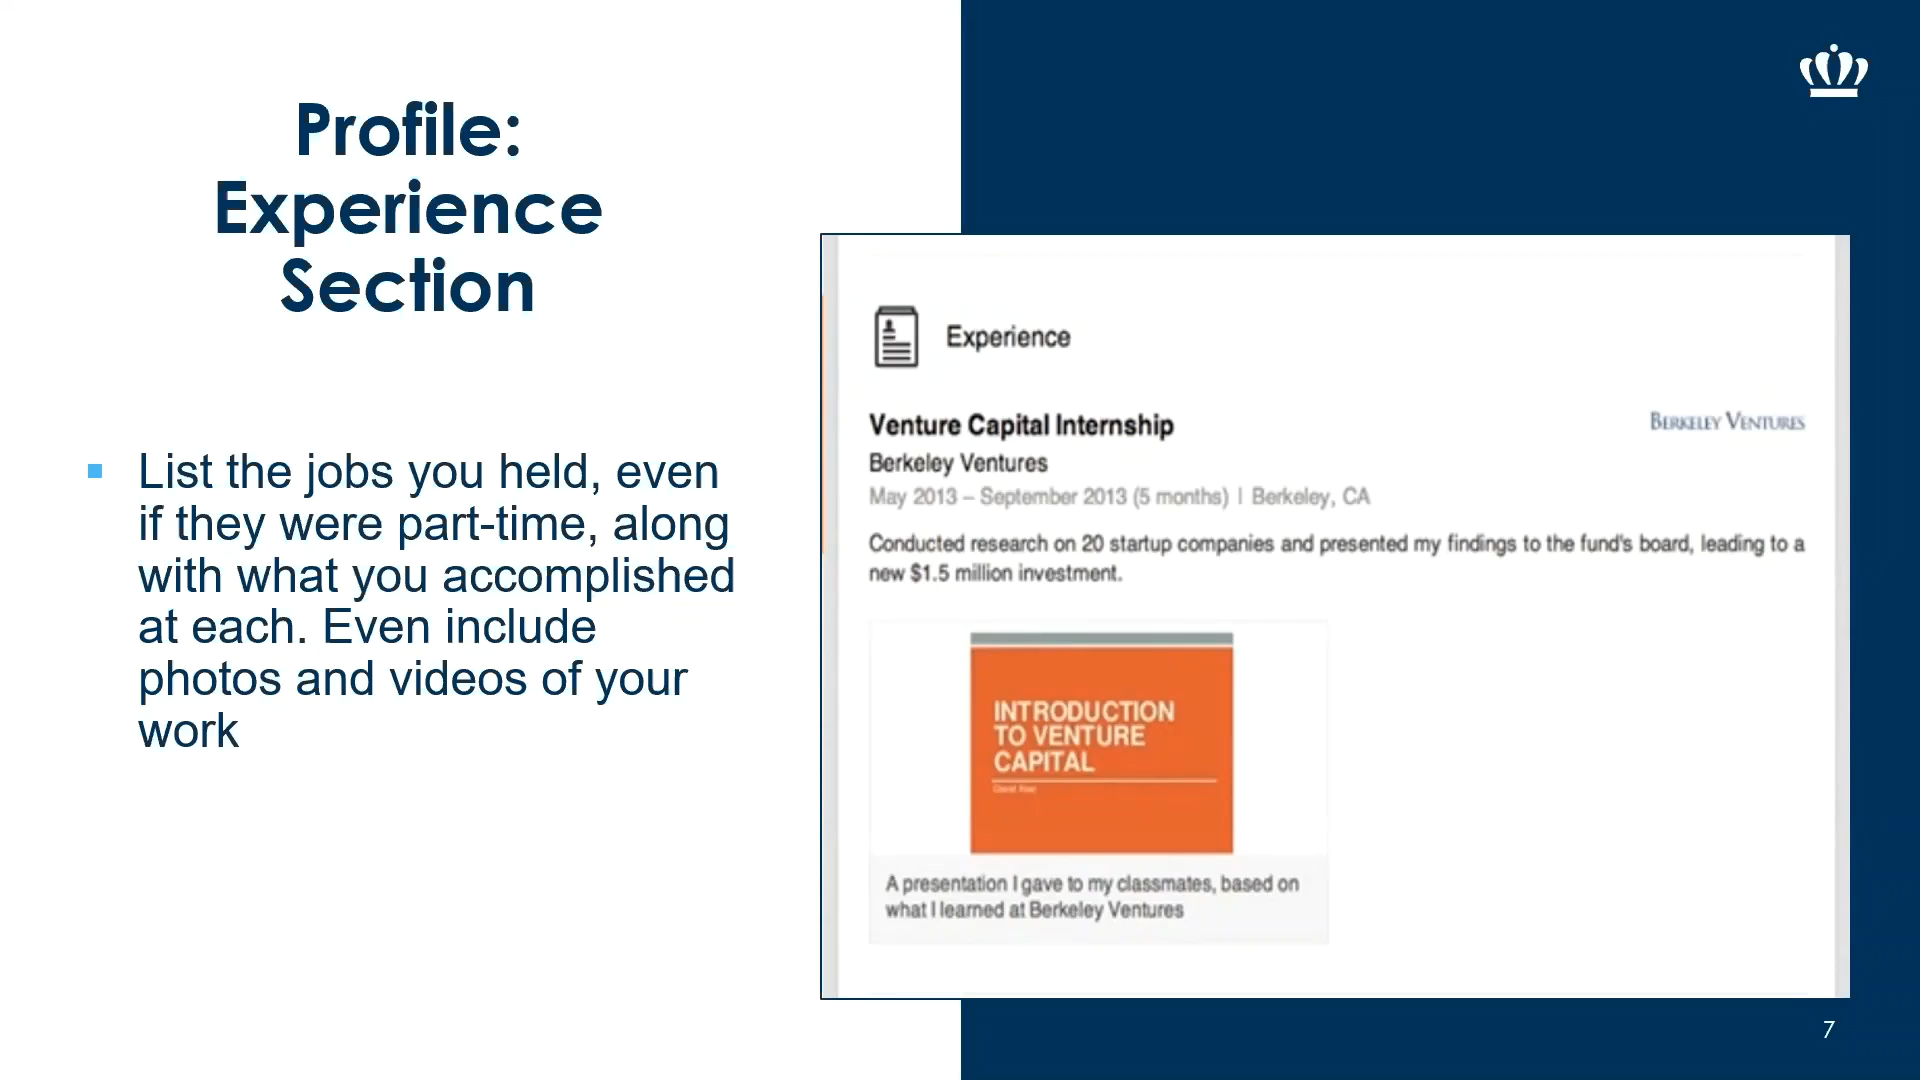 Profile:
Experience
Section
List the jobs you held, even
if they were part-time, along
with what you accomplished
at each. Even include
photos and videos of your
work
Experience
Venture Capital Internship
BERKELEY VENTURES
Berkeley Ventures
May 2013 – September 2013 (5 months) | Berkeley, CA
Conducted research on 20 startup companies and presented my findings to the fund's board, leading to a
new $1.5 million investment.
INTRODUCTION
TO VENTURE
CAPITAL
A presentation I gave to my classmates, based on
what I learned at Berkeley Ventures
7